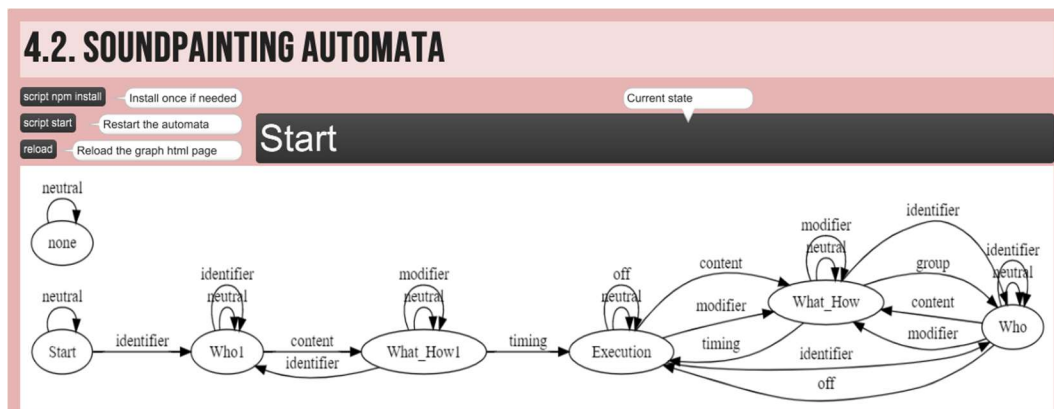 4.2. SOUNDPAINTING AUTOMATA
script npm install
Install once if needed
script start
Restart the automata
reload
Reload the graph html page
Current state
Start
neutral
none
neutral
Start
identifier
identifier
neutral
Who1
content
identifier
modifier
neutral
What_How1
timing
off
neutral
Execution
content
modifier
timing
modifier
neutral
What_How
identifier
group
content
modifier
identifier
off
identifier
neutral
Who